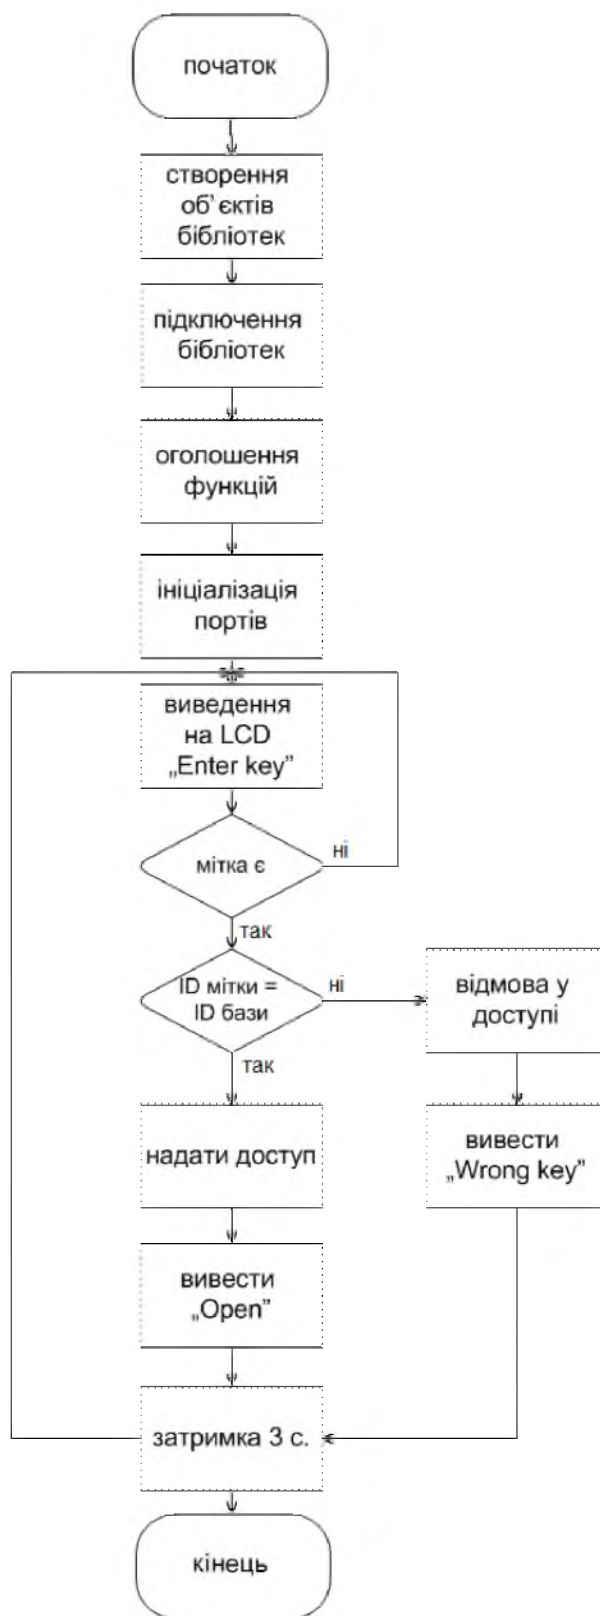 початок
створення
об'єктів
бібліотек
підключення
бібліотек
оголошення
функцій
ініціалізація
портів
виведення
на LCD
„Enter key”
мітка є
ні
так
ID мітки =
ID бази
ні
так
відмова у
доступі
надати доступ
вивести
„Wrong key”
вивести
„Open”
затримка 3 с.
кінець